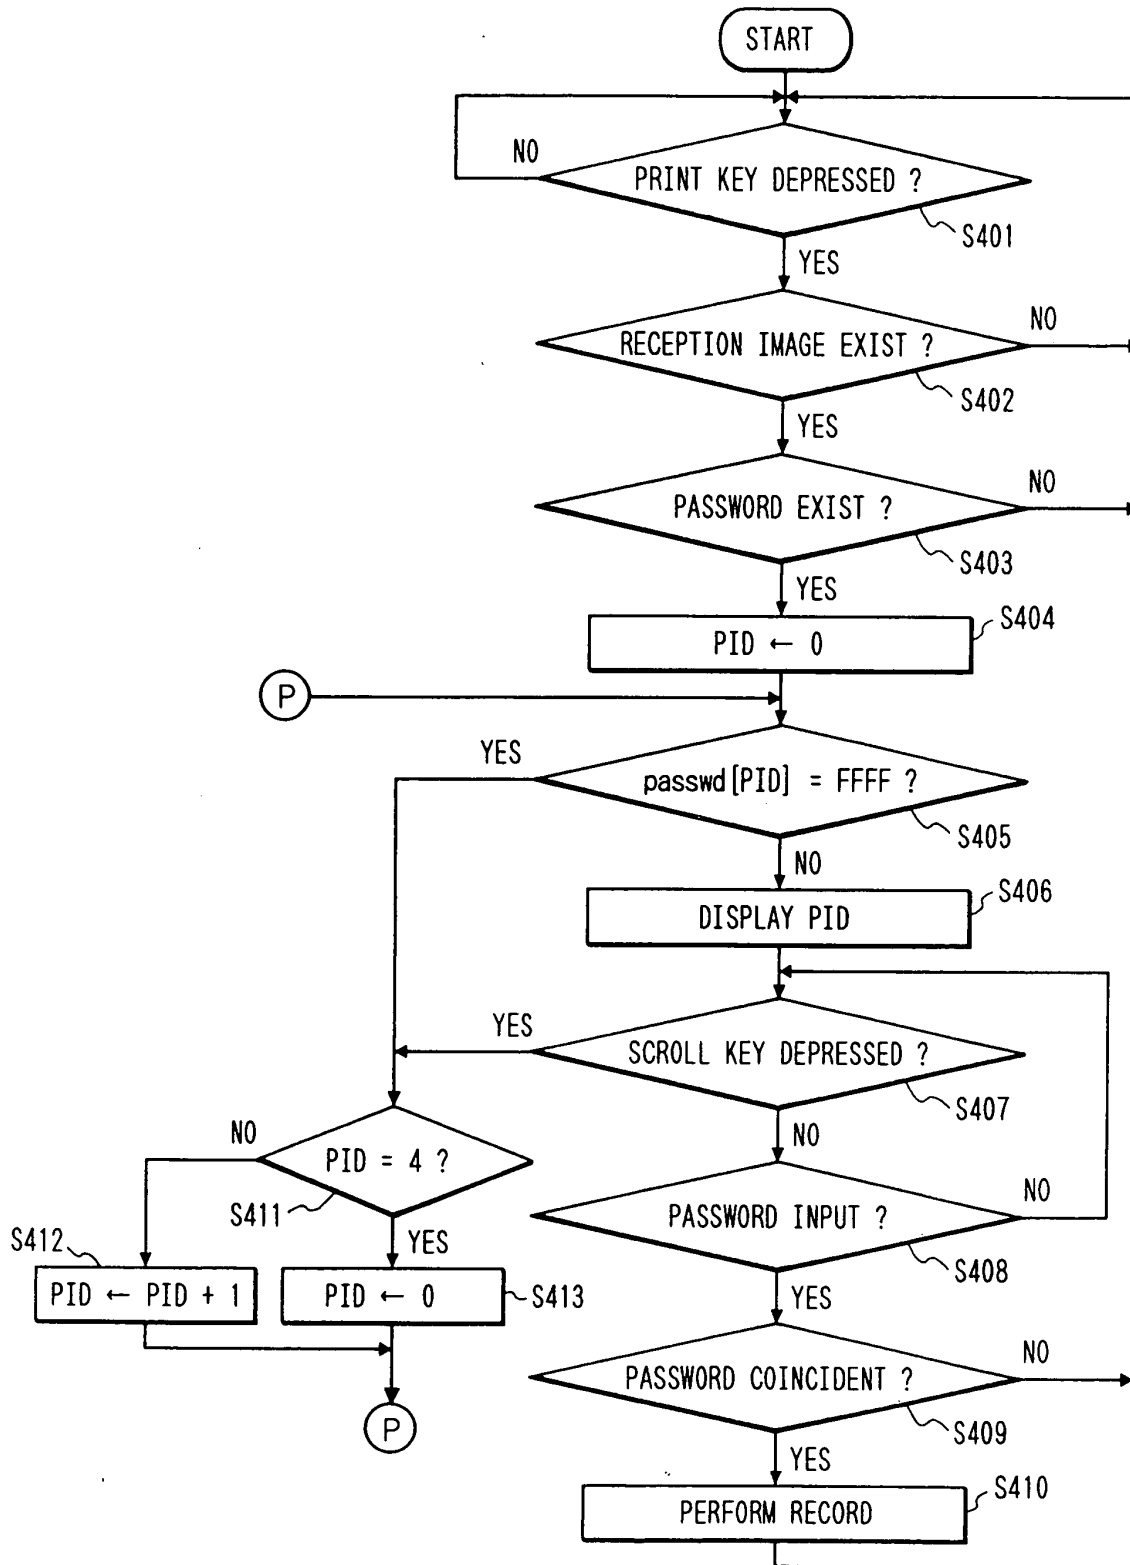 START
NO
PRINT KEY DEPRESSED ?
S401
YES
RECEPTION IMAGE EXIST ?
NO
S402
YES
PASSWORD EXIST ?
NO
S403
YES
PID ← 0
S404
P
YES
passwd[PID] = FFFF ?
S405
NO
DISPLAY PID
S406
YES
SCROLL KEY DEPRESSED ?
S407
NO
NO
PID = 4 ?
S411
PASSWORD INPUT ?
NO
S408
S412
YES
YES
PID ← PID + 1
PID ← 0
S413
PASSWORD COINCIDENT ?
NO
S409
P
YES
PERFORM RECORD
S410